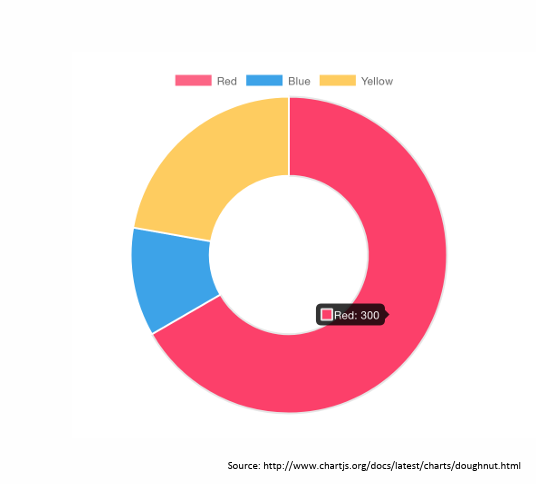 Red Blue Yellow
Red: 300
Source: http://www.chartjs.org/docs/latest/charts/doughnut.html